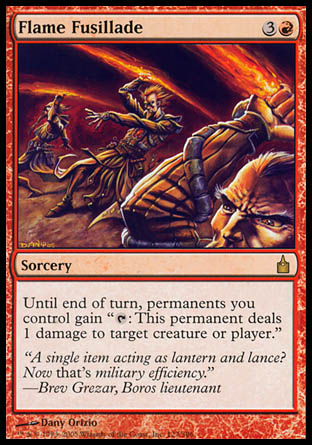 Flame Fusillade 3
Sorcery
Until end of turn, permanents you
control gain “: This permanent deals
1 damage to target creature or player.”
“A single item acting as lantern and lance?
Now that’s military efficiency.”
—Brev Grezar, Boros lieutenant
Dany Orizio